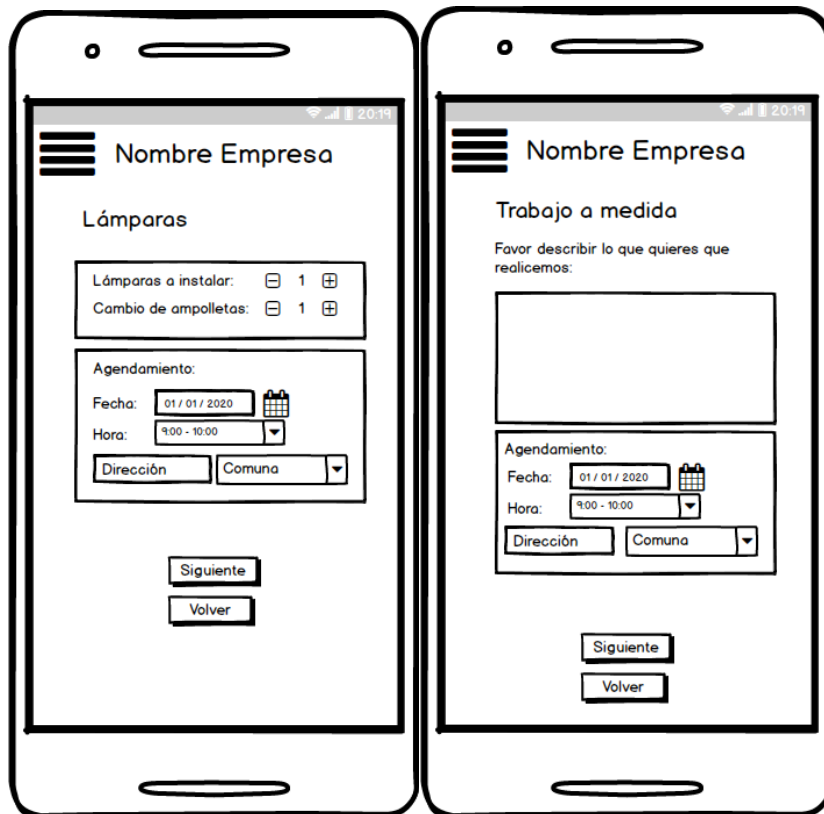 20:19
Nombre Empresa
Lámparas
Lámparas a instalar: 1
Cambio de ampolletas: 1
Agendamiento:
Fecha: 01 / 01 / 2020
Hora: 9:00 - 10:00
Dirección Comuna
Siguiente
Volver
20:19
Nombre Empresa
Trabajo a medida
Favor describir lo que quieres que
realicemos:
Agendamiento:
Fecha: 01 / 01 / 2020
Hora: 9:00 - 10:00
Dirección Comuna
Siguiente
Volver